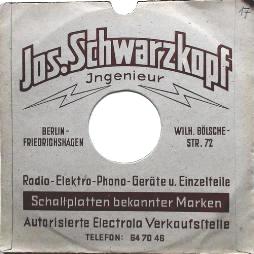 17
Jos. Schwarzkopf
Jngenieur
BERLIN-
FRIEDRICHSHAGEN
WILH. BÖLSCHE-
STR. 72
Radio-Elektro-Phono-Geräte u. Einzelteile
Schallplatten bekannter Marken
Autorisierte Electrola Verkaufsstelle
TELEFON: 64 70 46